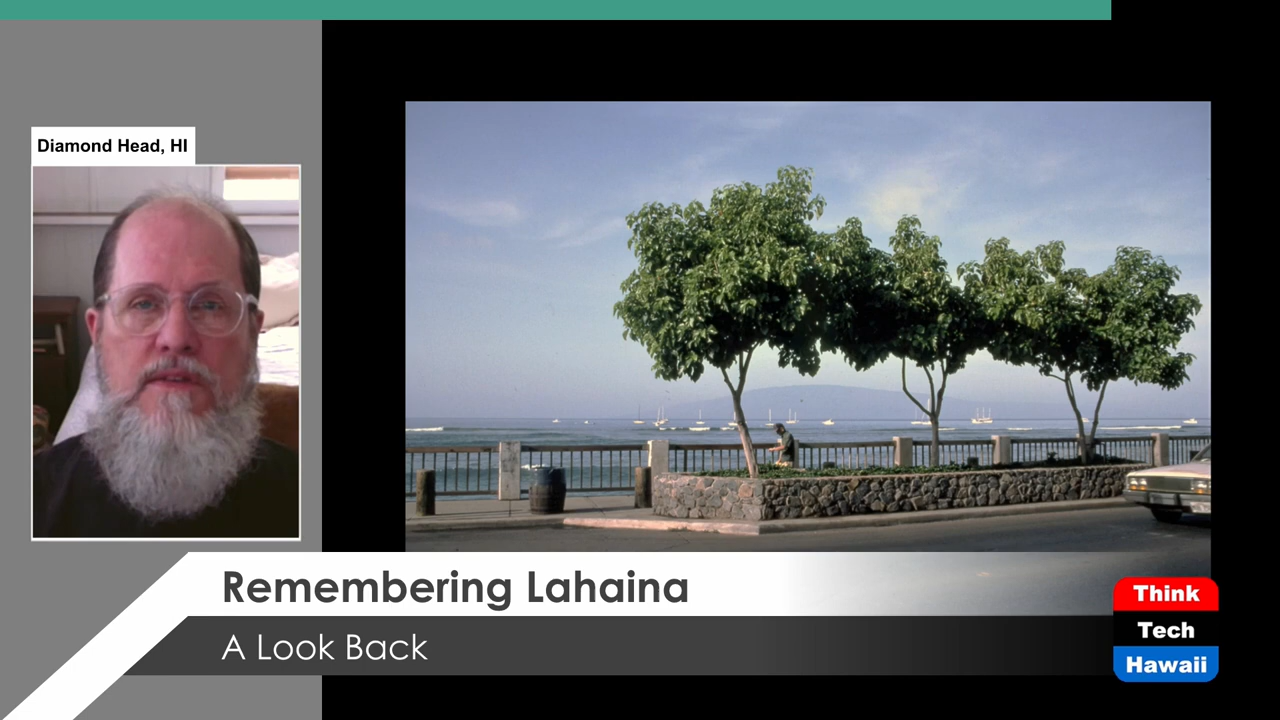 Diamond Head, HI
Remembering Lahaina
A Look Back
Think
Tech
Hawaii